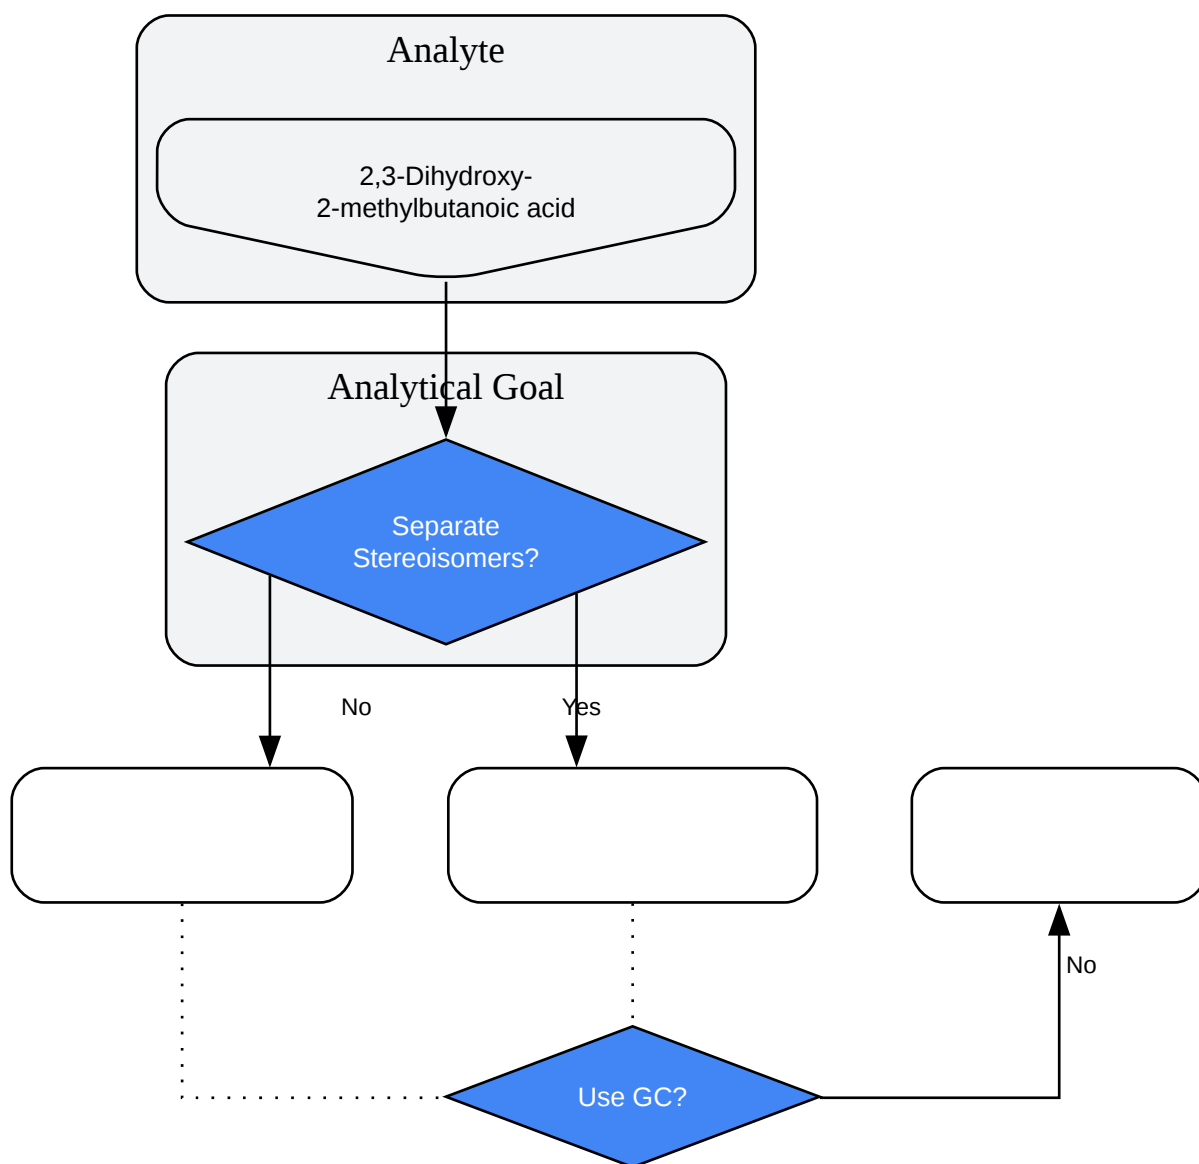 Analyte
2,3-Dihydroxy-
2-methylbutanoic acid
Analytical Goal
Separate
Stereoisomers?
No
Yes
No
Use GC?